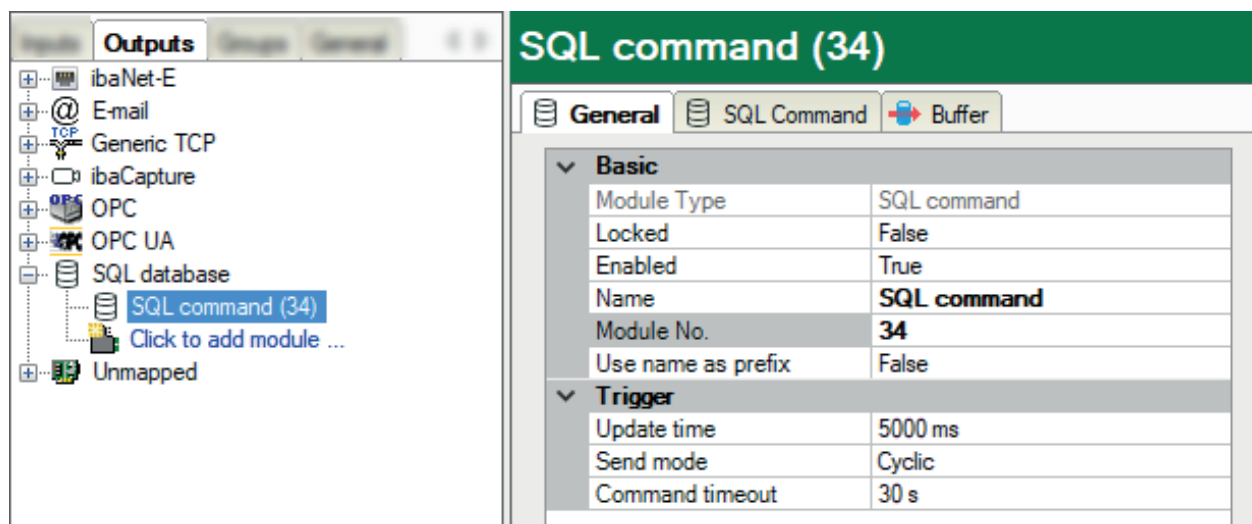 Outputs
ibaNet-E
@ E-mail
TCP Generic TCP
ibaCapture
OPC OPC
OPC OPC UA
SQL database
SQL command (34)
Click to add module ...
Unmapped
SQL command (34)
General SQL Command Buffer
Basic
Module Type SQL command
Locked False
Enabled True
Name SQL command
Module No. 34
Use name as prefix False
Trigger
Update time 5000 ms
Send mode Cyclic
Command timeout 30 s